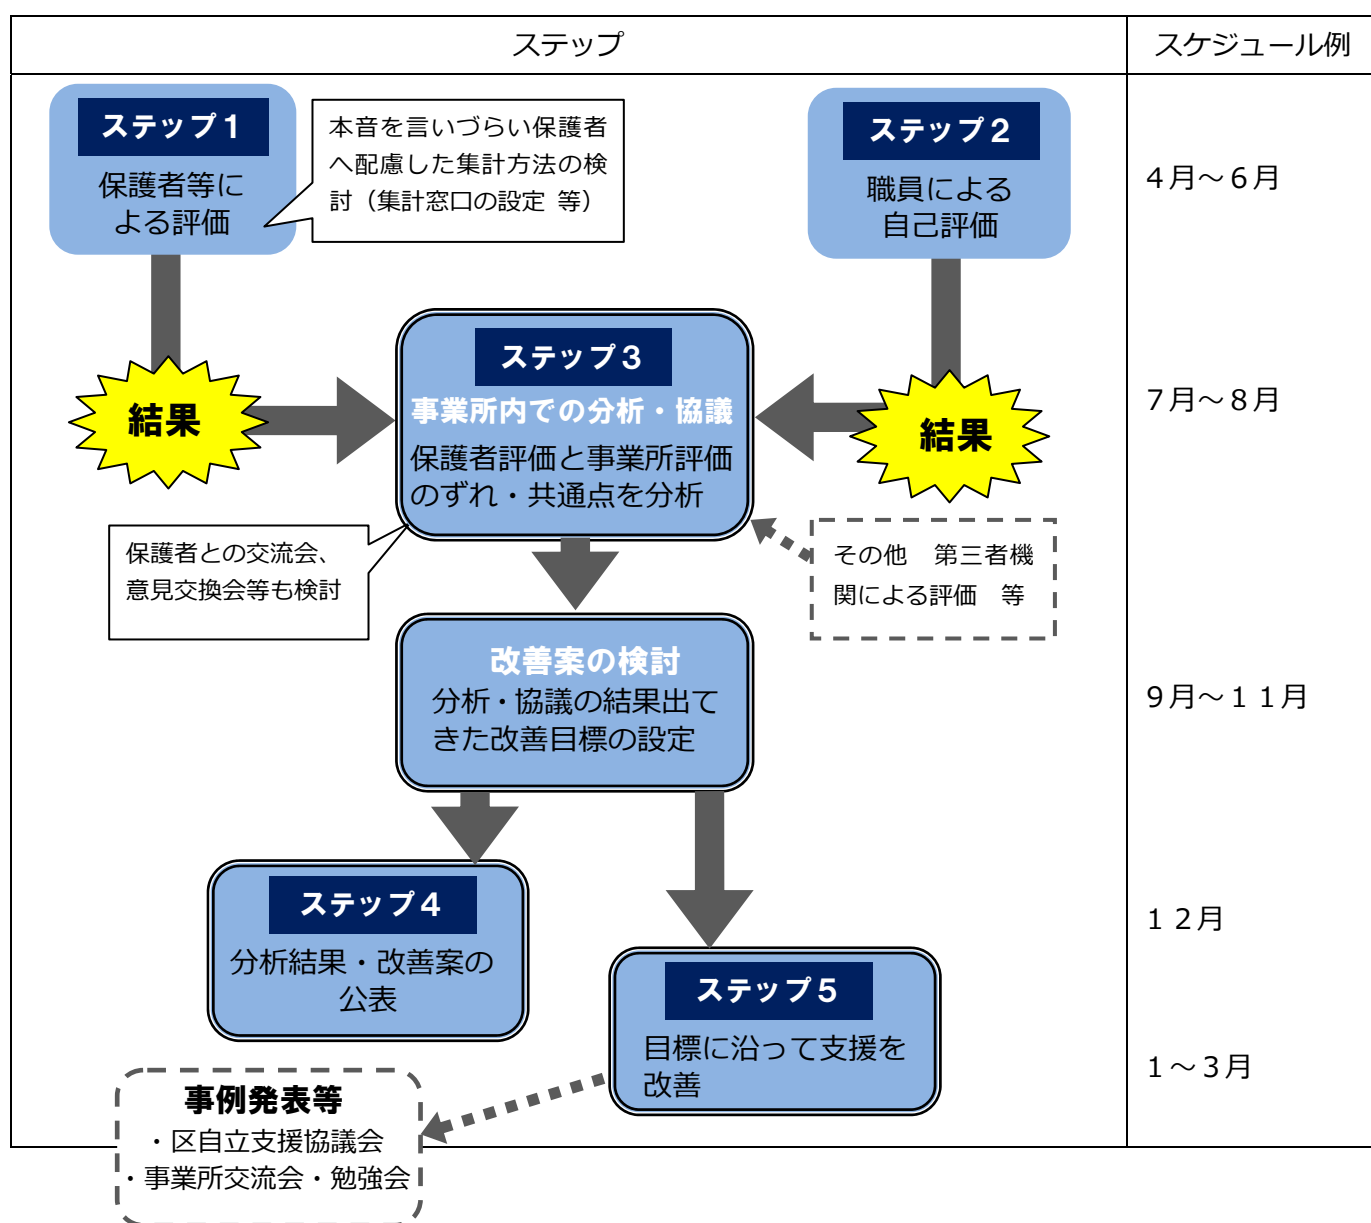 ステップ
スケジュール例
ステップ１
保護者等に
よる評価
本音を言いづらい保護者
へ配慮した集計方法の検
討（集計窓口の設定 等）
ステップ２
職員による
自己評価
４月～６月
結果
ステップ３
事業所内での分析・協議
保護者評価と事業所評価
のずれ・共通点を分析
結果
７月～８月
保護者との交流会、
意見交換会等も検討
その他　第三者機
関による評価　等
改善案の検討
分析・協議の結果出て
きた改善目標の設定
９月～１１月
ステップ４
分析結果・改善案の
公表
１２月
ステップ５
目標に沿って支援を
改善
１～３月
事例発表等
・区自立支援協議会
・事業所交流会・勉強会